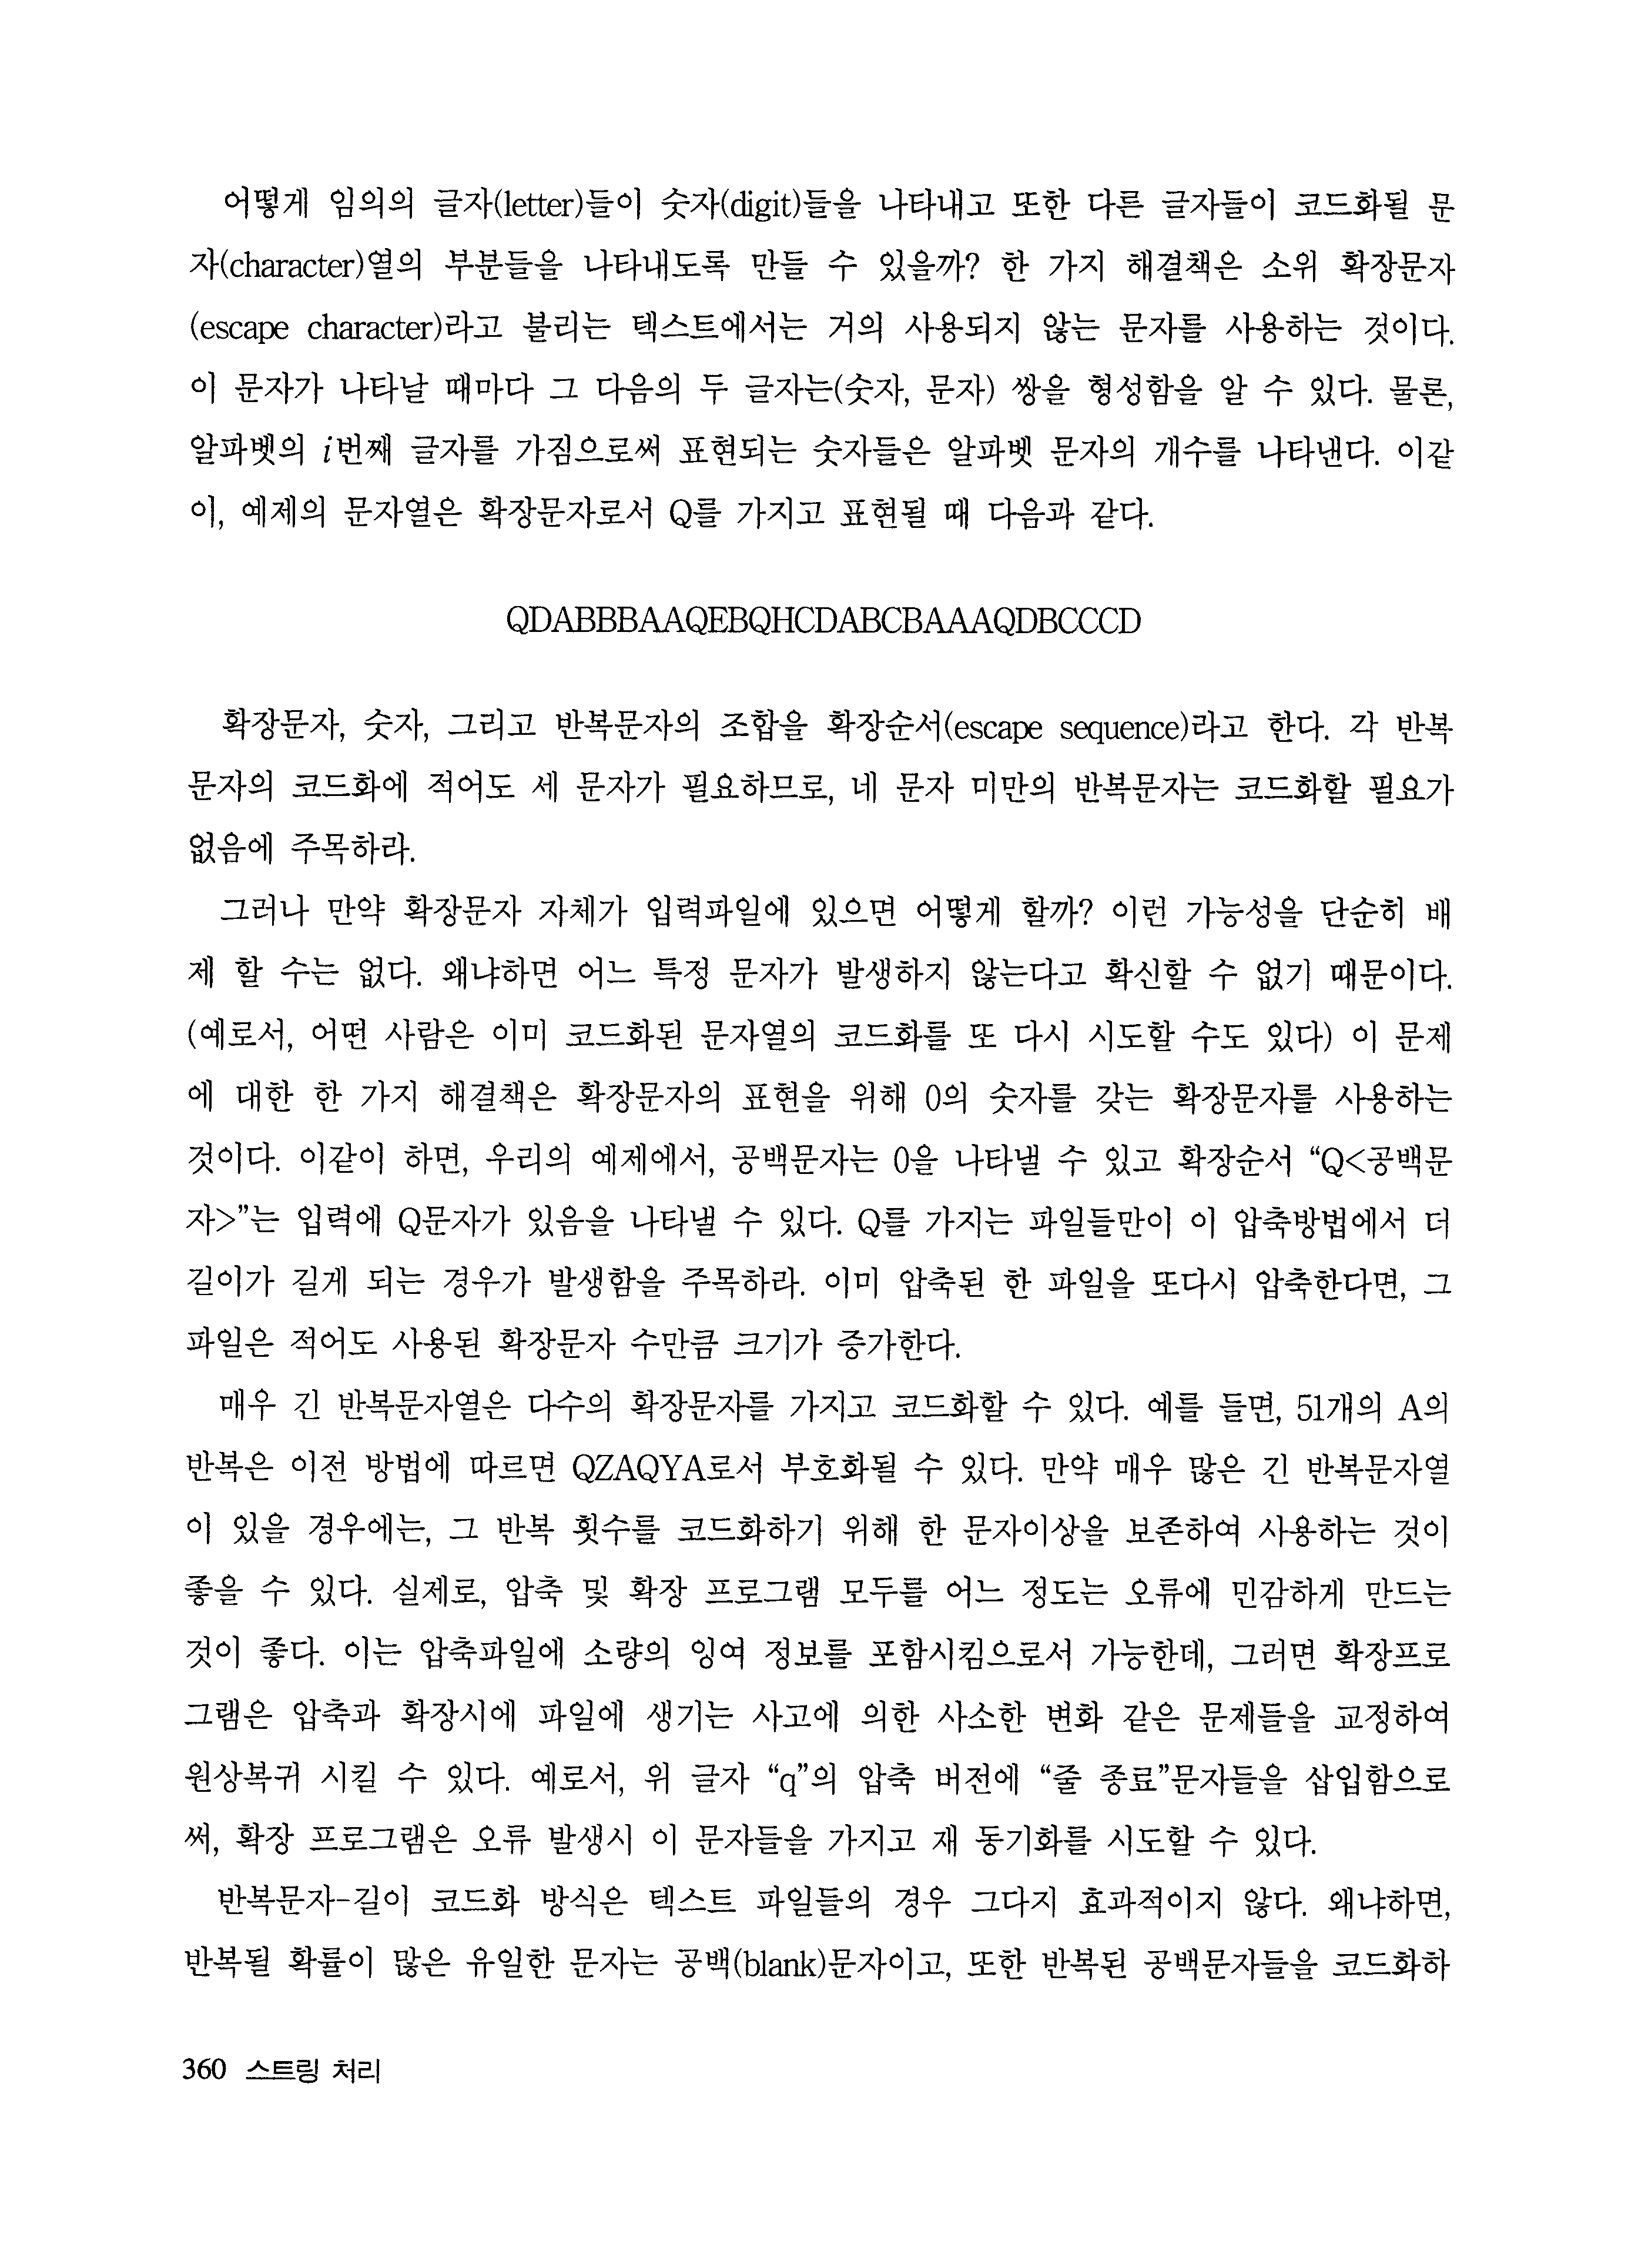 어떻게 임의의 글자(letter)들이 숫자(digit)들을 나타내고 또한 다른 글자들이 코드화될 문
자(character)열의 부분들을 나타내도록 만들 수 있을까? 한 가지 해결책은 소위 확장문자
(escape character)라고 불리는 텍스트에서는 거의 사용되지 않는 문자를 사용하는 것이다.
이 문자가 나타날 때마다 그 다음의 두 글자는(숫자, 문자) 쌍을 형성함을 알 수 있다. 물론,
알파벳의 i번째 글자를 가짐으로써 표현되는 숫자들은 알파벳 문자의 개수를 나타낸다. 이같
이, 예제의 문자열은 확장문자로서 Q를 가지고 표현될 때 다음과 같다.
QDABBBAAQEBQHCDABCBAAAQDBCCCD
확장문자, 숫자, 그리고 반복문자의 조합을 확장순서(escape sequence)라고 한다. 각 반복
문자의 코드화에 적어도 세 문자가 필요하므로, 네 문자 미만의 반복문자는 코드화할 필요가
없음에 주목하라.
그러나 만약 확장문자 자체가 입력파일에 있으면 어떻게 할까? 이런 가능성을 단순히 배
제 할 수는 없다. 왜냐하면 어느 특정 문자가 발생하지 않는다고 확신할 수 없기 때문이다.
(예로서, 어떤 사람은 이미 코드화된 문자열의 코드화를 또 다시 시도할 수도 있다) 이 문제
에 대한 한 가지 해결책은 확장문자의 표현을 위해 0의 숫자를 갖는 확장문자를 사용하는
것이다. 이같이 하면, 우리의 예제에서, 공백문자는 0을 나타낼 수 있고 확장순서 “Q<공백문
자>”는 입력에 Q문자가 있음을 나타낼 수 있다. Q를 가지는 파일들만이 이 압축방법에서 더
길이가 길게 되는 경우가 발생함을 주목하라. 이미 압축된 한 파일을 또다시 압축한다면, 그
파일은 적어도 사용된 확장문자 수만큼 크기가 증가한다.
매우 긴 반복문자열은 다수의 확장문자를 가지고 코드화할 수 있다. 예를 들면, 51개의 A의
반복은 이전 방법에 따르면 QZAQYA로서 부호화될 수 있다. 만약 매우 많은 긴 반복문자열
이 있을 경우에는, 그 반복 횟수를 코드화하기 위해 한 문자이상을 보존하여 사용하는 것이
좋을 수 있다. 실제로, 압축 및 확장 프로그램 모두를 어느 정도는 오류에 민감하게 만드는
것이 좋다. 이는 압축파일에 소량의 잉여 정보를 포함시킴으로서 가능한데, 그러면 확장프로
그램은 압축과 확장시에 파일에 생기는 사고에 의한 사소한 변화 같은 문제들을 교정하여
원상복귀 시킬 수 있다. 예로서, 위 글자 “q”의 압축 버전에 “줄 종료”문자들을 삽입함으로
써, 확장 프로그램은 오류 발생시 이 문자들을 가지고 재 동기화를 시도할 수 있다.
반복문자-길이 코드화 방식은 텍스트 파일들의 경우 그다지 효과적이지 않다. 왜냐하면,
반복될 확률이 많은 유일한 문자는 공백(blank)문자이고, 또한 반복된 공백문자들을 코드화하
360 스트링 처리